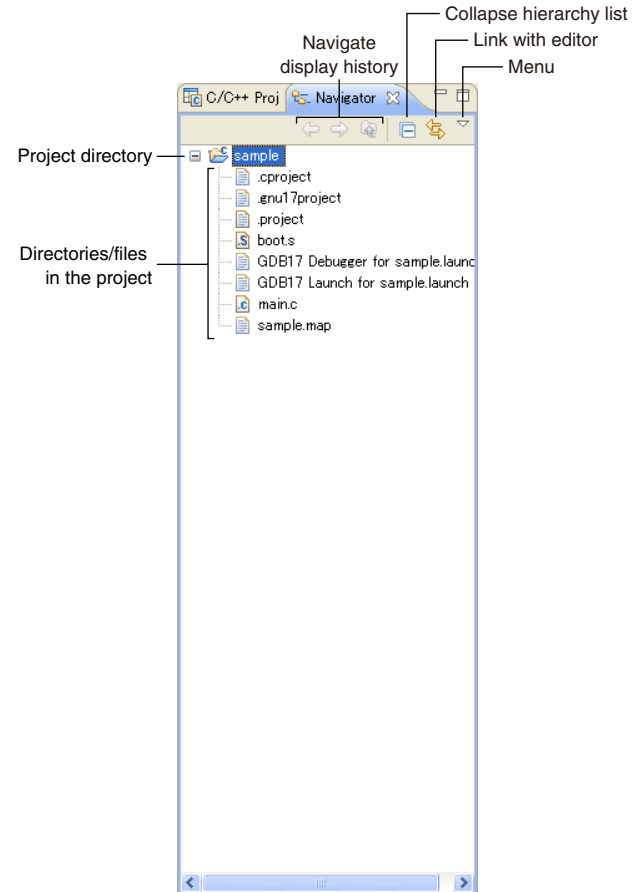 Collapse hierarchy list
Navigate
display history
Link with editor
Menu
C/C++ Proj
Navigator
Project directory
sample
.cproject
.gnu17project
.project
boot.s
Directories/files
in the project
GDB17 Debugger for sample.launc
GDB17 Launch for sample.launch
main.c
sample.map